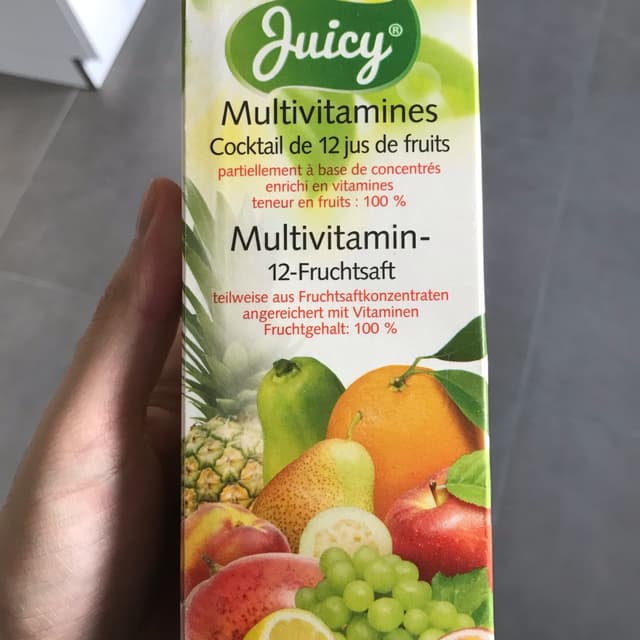 Juicy®
Multivitamines
Cocktail de 12 jus de fruits
partiellement à base de concentrés
enrichi en vitamines
teneur en fruits : 100 %
Multivitamin-
12-Fruchtsaft
teilweise aus Fruchtsaftkonzentraten
angereichert mit Vitaminen
Fruchtgehalt: 100 %